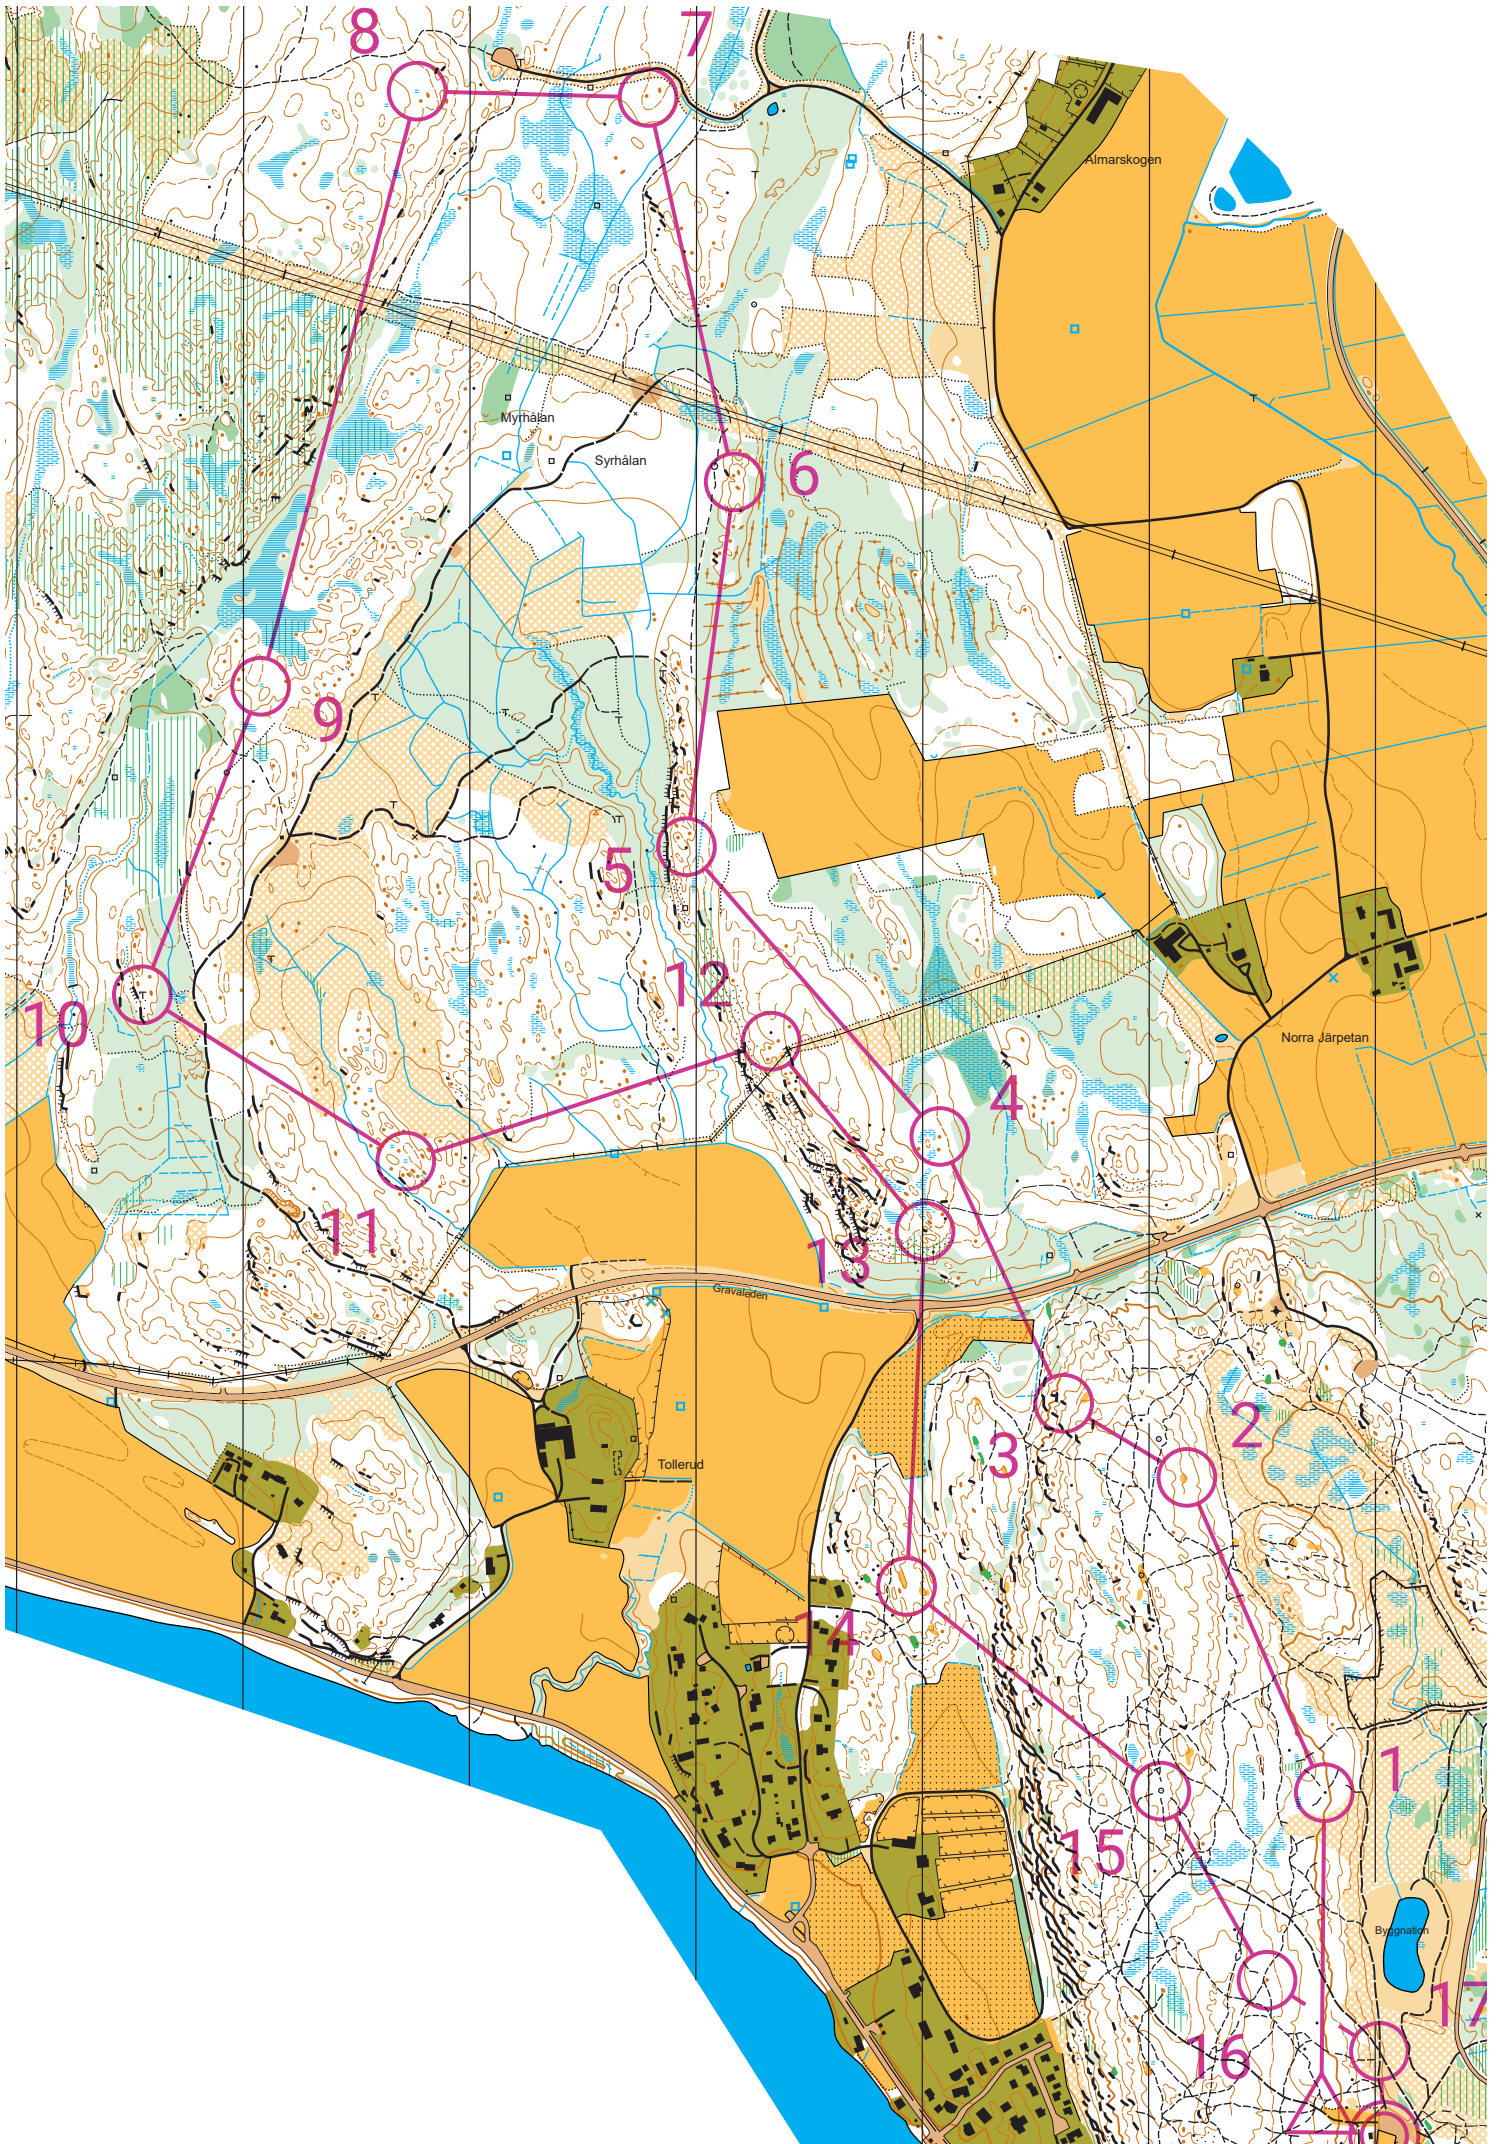 8
7
Almarskogen
Myrhålan
Syrhålan
6
9
5
12
10
4
Norra Järpetan
11
13
Gravaleden
2
3
Tollerud
14
1
15
Byggnation
17
16